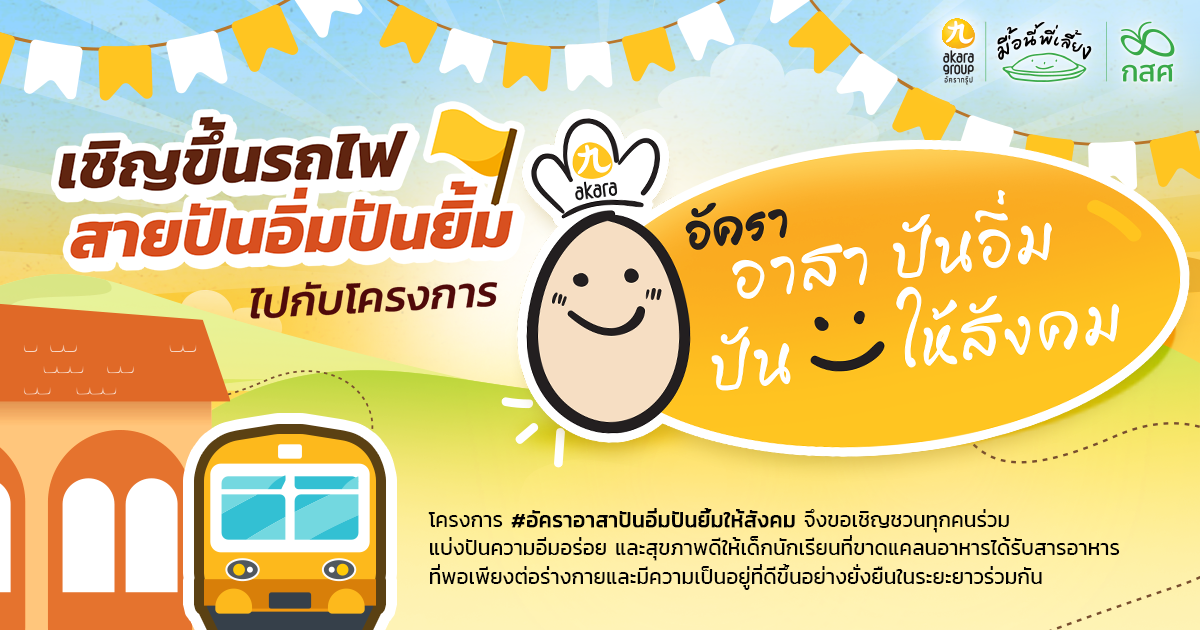 akara
group
อัครากรุ๊ป
มื้อนี้พี่เลี้ยง
กสศ
เชิญขึ้นรถไฟ
สายปันอิ่มปันยิ้ม
ไปกับโครงการ
akara
อัครา
อาสา ปันอิ่ม
ปัน ให้สังคม
โครงการ #อัคราอาสาปันอิ่มปันยิ้มให้สังคม จึงขอเชิญชวนทุกคนร่วม
แบ่งปันความอิ่มอร่อย และสุขภาพดีให้เด็กนักเรียนที่ขาดแคลนอาหารได้รับสารอาหาร
ที่พอเพียงต่อร่างกายและมีความเป็นอยู่ที่ดีขึ้นอย่างยั่งยืนในระยะยาวร่วมกัน